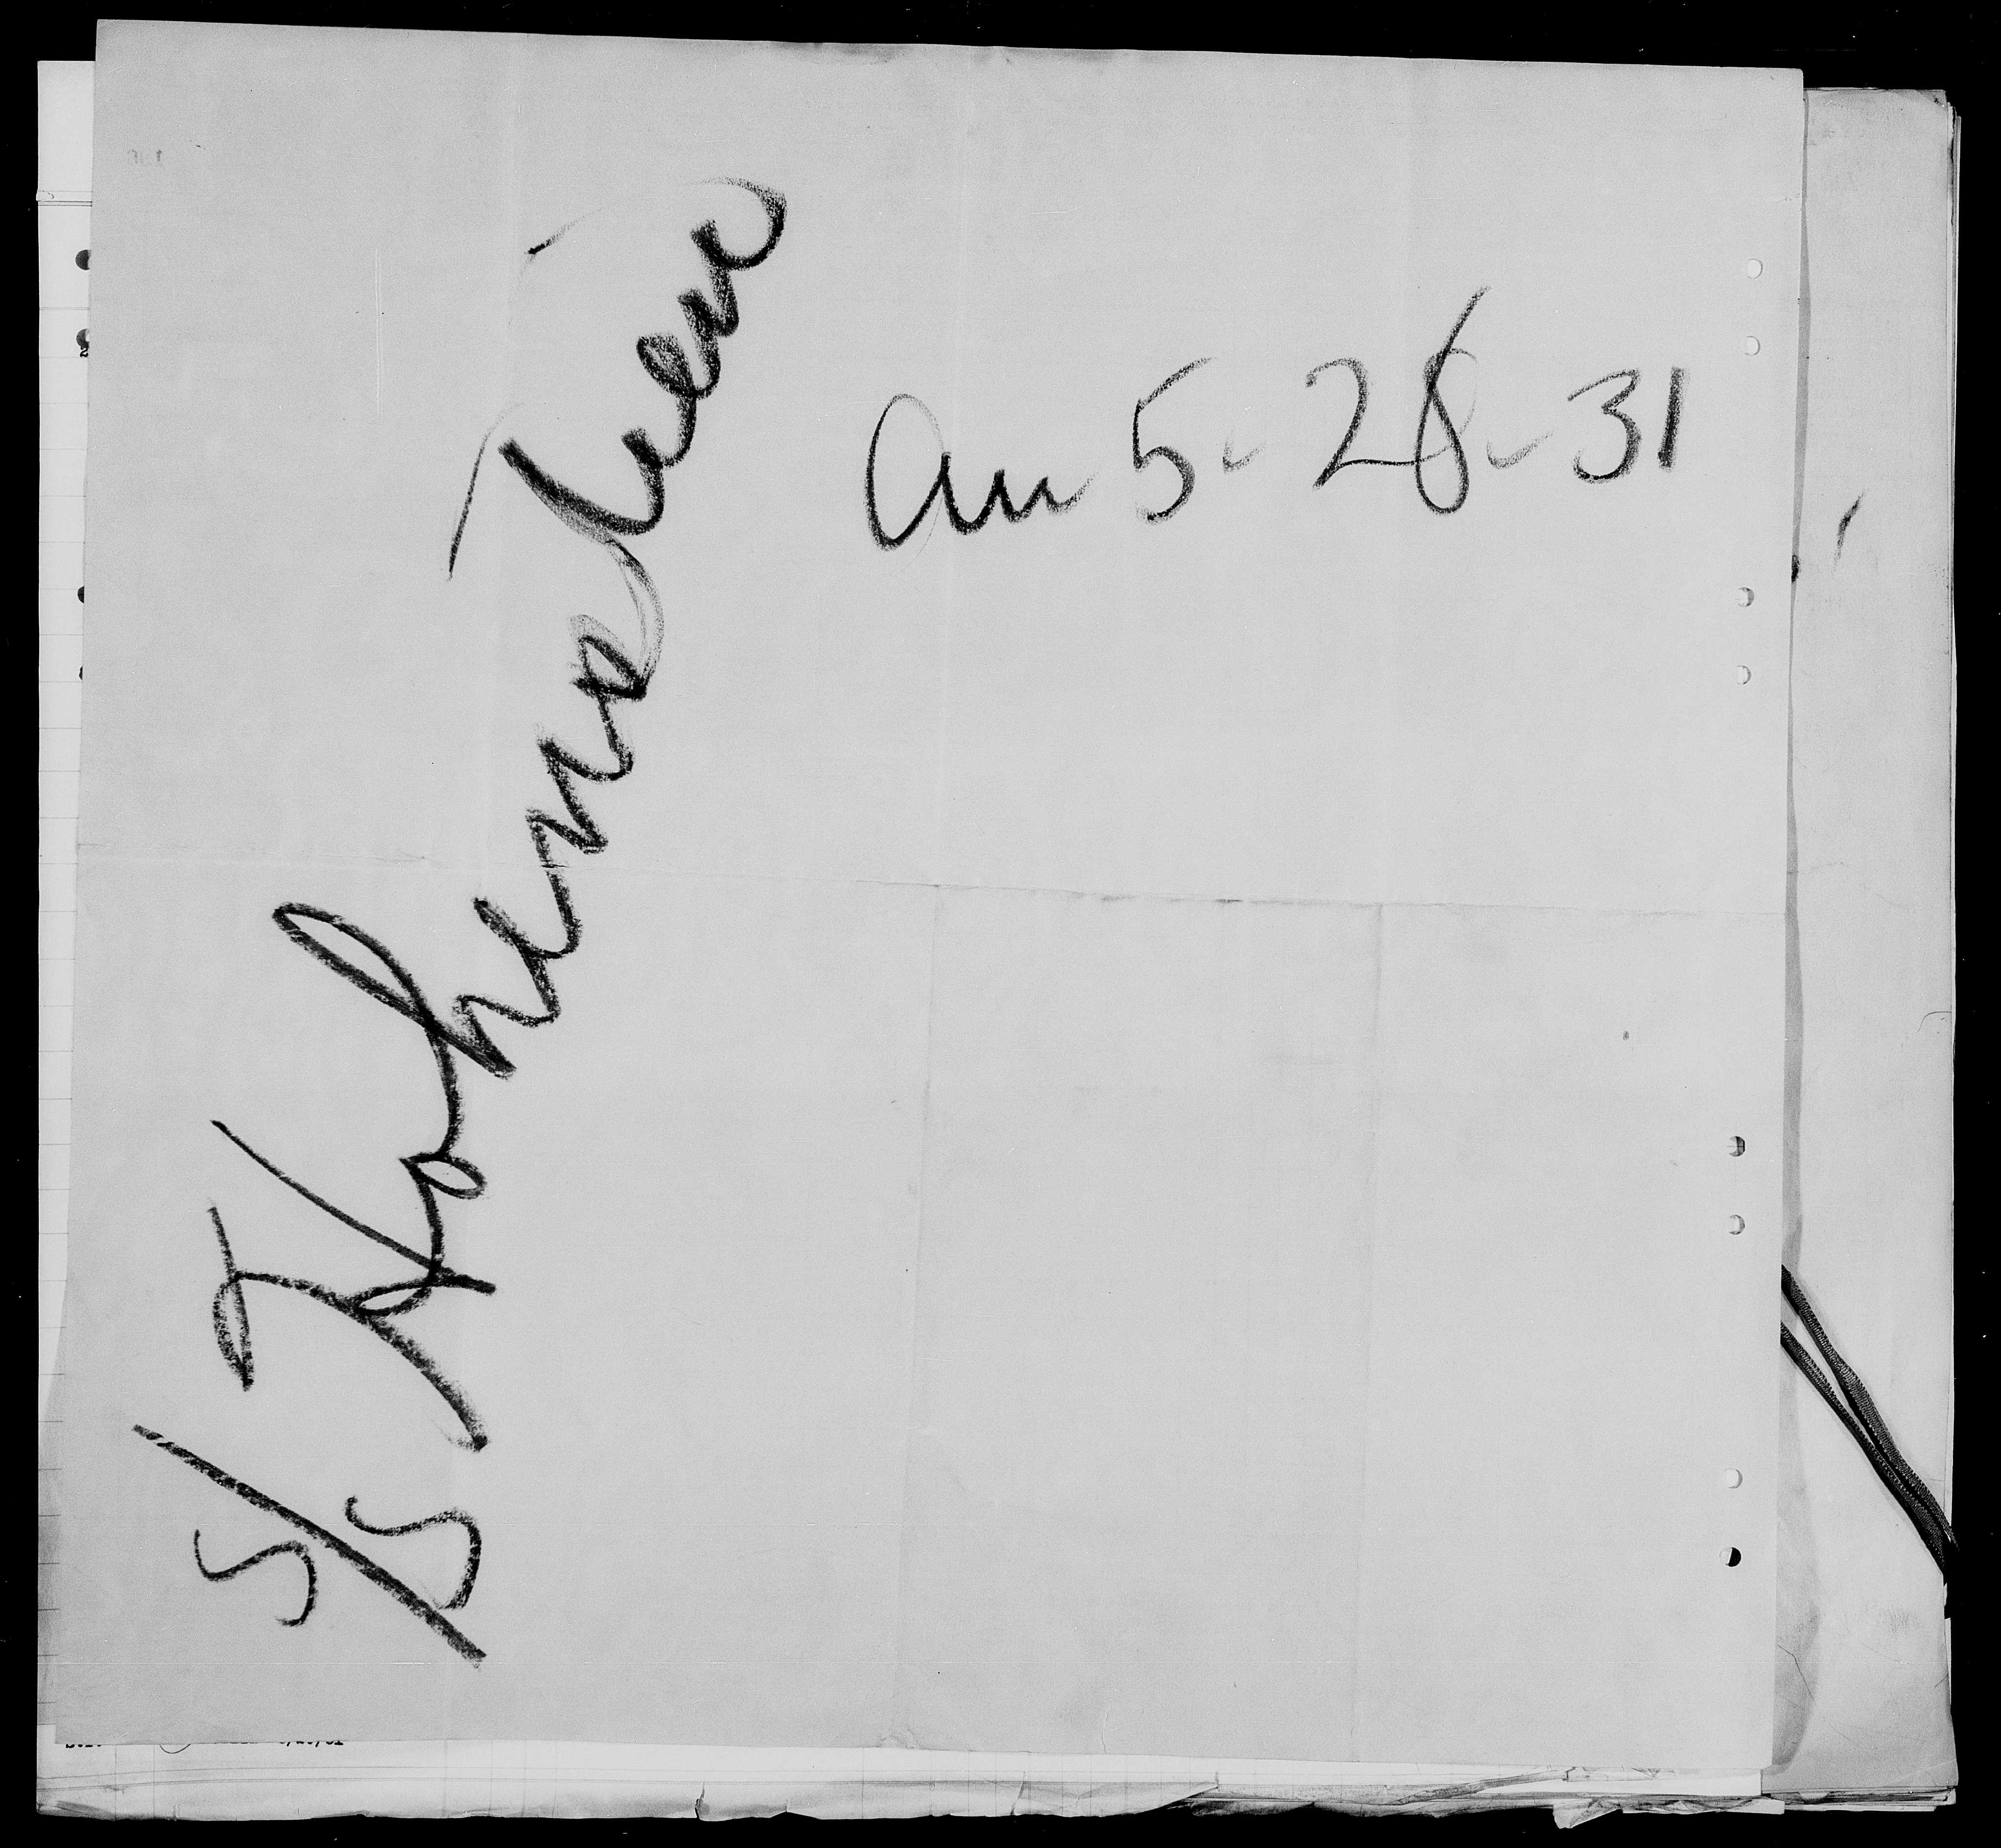 S/S Hohenstein
Arr 5-28-31